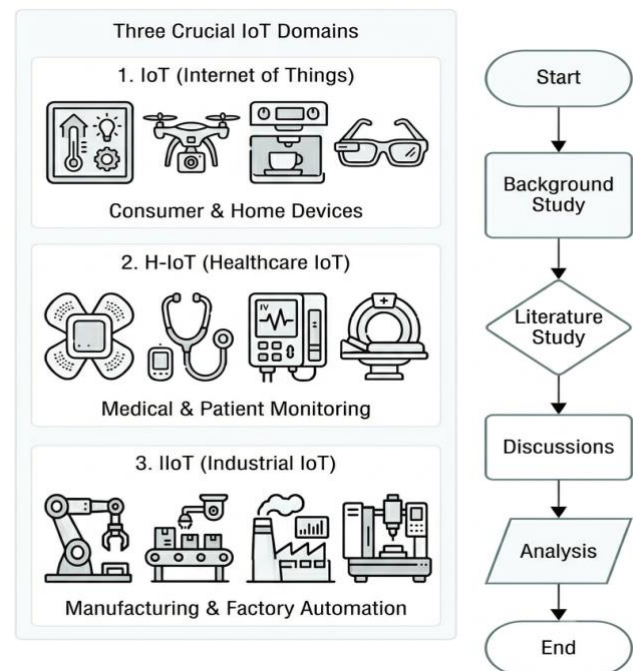 Three Crucial IoT Domains
1. IoT (Internet of Things)
Consumer & Home Devices
2. H-IoT (Healthcare IoT)
IV
Medical & Patient Monitoring
3. IIoT (Industrial IoT)
Manufacturing & Factory Automation
Start
Background
Study
Literature
Study
Discussions
Analysis
End